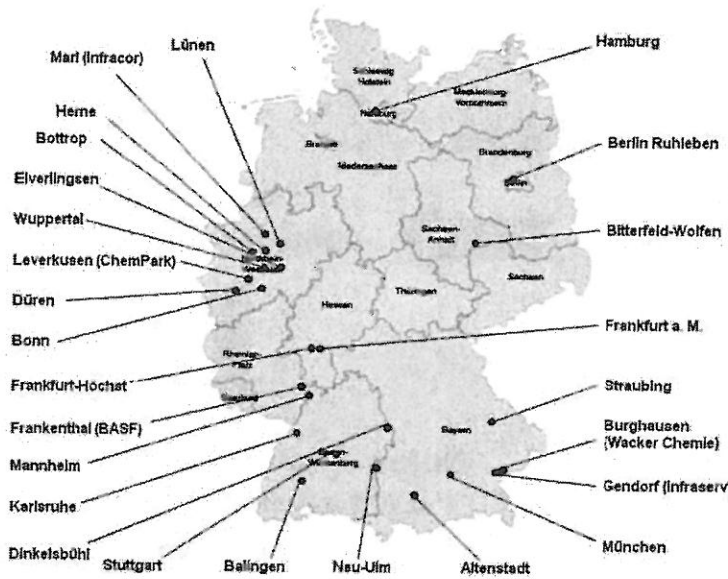 Lünen
Marl (Infracor)
Herne
Bottrop
Elverlingsen
Wuppertal
Leverkusen (ChemPark)
Düren
Bonn
Frankfurt-Höchst
Frankenthal (BASF)
Mannheim
Karlsruhe
Dinkelsbühl
Stuttgart
Balingen
Neu-Ulm
Altenstadt
Hamburg
Berlin Ruhleben
Bitterfeld-Wolfen
Frankfurt a. M.
Straubing
Burghausen
(Wacker Chemie)
Gendorf (Infraserv)
München
Schleswig
Holstein
Mecklenburg-
Vorpommern
Hamburg
Bremen
Niedersachsen
Brandenburg
Berlin
Sachsen-
Anhalt
Sachsen
Thüringen
Hessen
Bayern